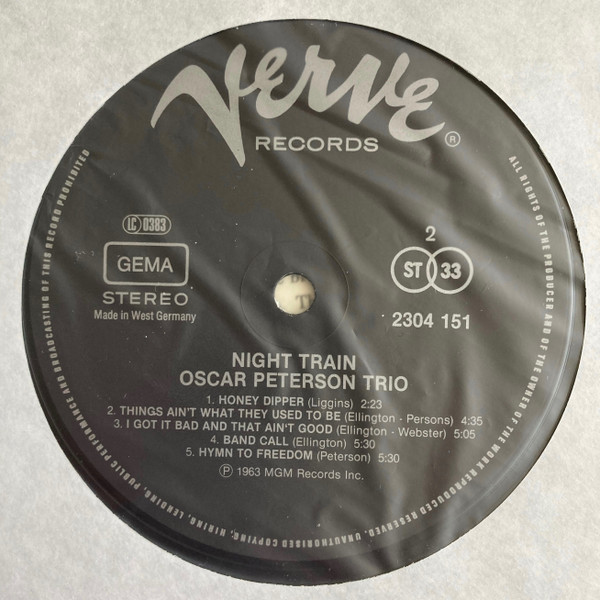 Verve
RECORDS ®
ALL RIGHTS OF THE PRODUCER AND OF THE OWNER OF THE WORK REPRODUCED RESERVED. UNAUTHORISED COPYING, HIRING, LENDING, PUBLIC PERFORMANCE AND BROADCASTING OF THIS RECORD PROHIBITED
LC 0383
GEMA
STEREO
Made in West Germany
2
ST 33
2304 151
NIGHT TRAIN
OSCAR PETERSON TRIO
1. HONEY DIPPER (Liggins) 2:23
2. THINGS AIN'T WHAT THEY USED TO BE (Ellington - Persons) 4:35
3. I GOT IT BAD AND THAT AIN'T GOOD (Ellington - Webster) 5:05
4. BAND CALL (Ellington) 5:30
5. HYMN TO FREEDOM (Peterson) 5:30
℗ 1963 MGM Records Inc.